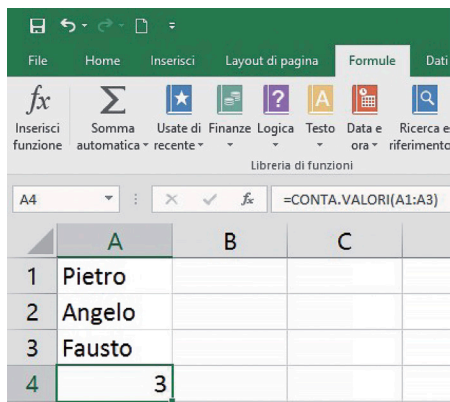 File Home Inserisci Layout di pagina Formule Dati
fx Σ ? A
Inserisci funzione Somma automatica Usate di recente Finanze Logica Testo Data e ora Ricerca e riferimento
Libreria di funzioni
A4 fx =CONTA.VALORI(A1:A3)
A B C
1 Pietro
2 Angelo
3 Fausto
4 3